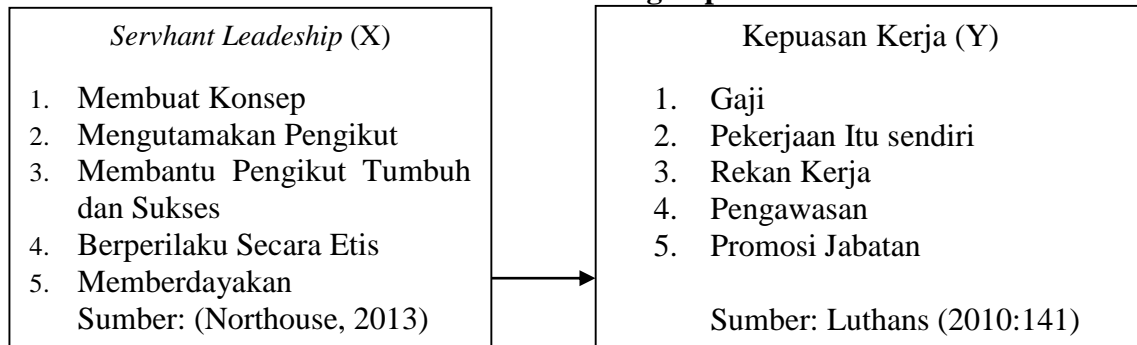 Servhant Leadeship (X)
1. Membuat Konsep
2. Mengutamakan Pengikut
3. Membantu Pengikut Tumbuh
dan Sukses
4. Berperilaku Secara Etis
5. Memberdayakan
Sumber: (Northouse, 2013)
Kepuasan Kerja (Y)
1. Gaji
2. Pekerjaan Itu sendiri
3. Rekan Kerja
4. Pengawasan
5. Promosi Jabatan
Sumber: Luthans (2010:141)